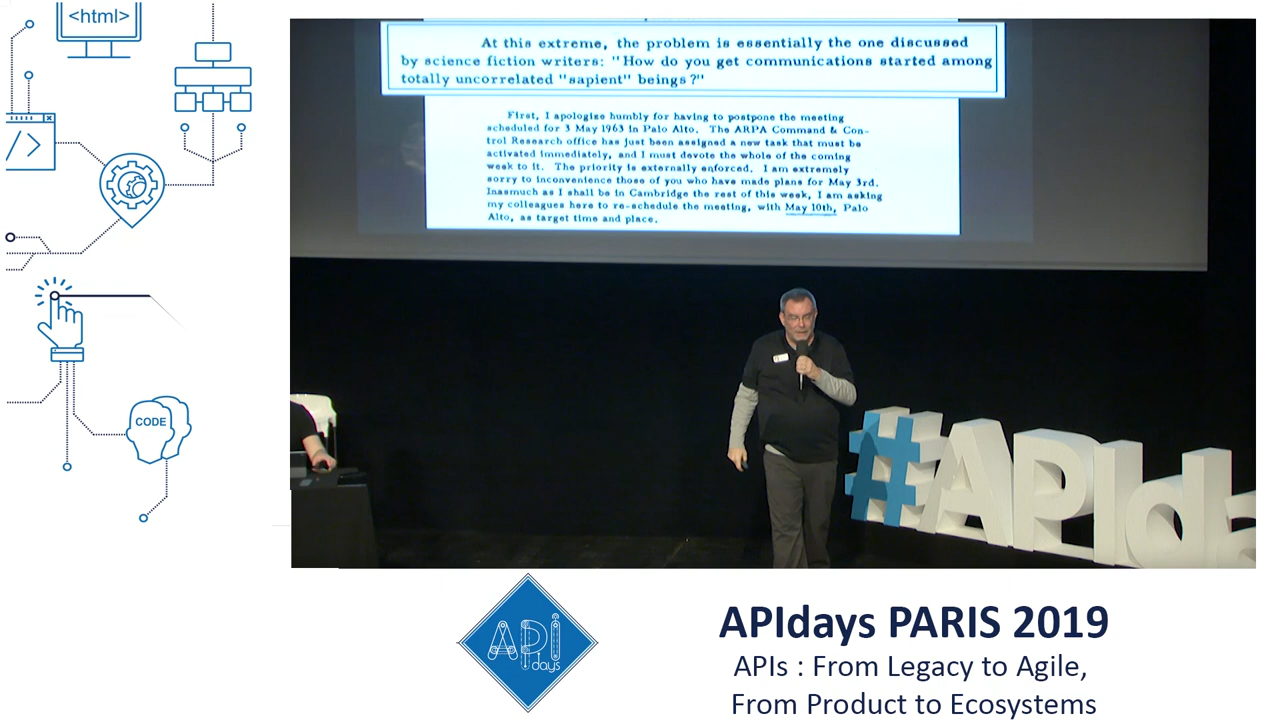 <html>
At this extreme, the problem is essentially the one discussed
by science fiction writers: "How do you get communications started among
totally uncorrelated "sapient" beings?"
First, I apologize humbly for having to postpone the meeting
scheduled for 3 May 1963 in Palo Alto. The ARPA Command & Con-
trol Research office has just been assigned a new task that must be
activated immediately, and I must devote the whole of the coming
week to it. The priority is externally enforced. I am extremely
sorry to inconvenience those of you who have made plans for May 3rd.
Inasmuch as I shall be in Cambridge the rest of this week, I am asking
my colleagues here to re-schedule the meeting, with May 10th, Palo
Alto, as target time and place.
/>
CODE
#APIda
API
days
APIdays PARIS 2019
APIs : From Legacy to Agile,
From Product to Ecosystems